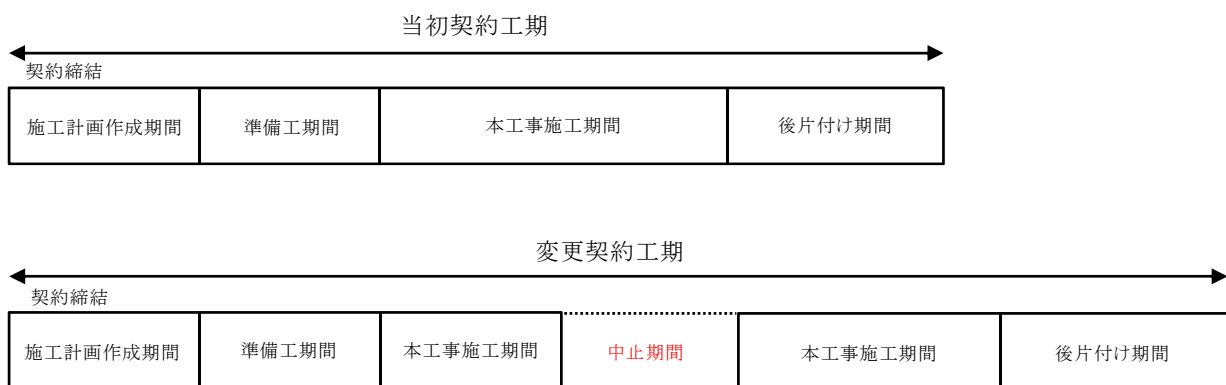 当初契約工期
契約締結
施工計画作成期間 準備工期間 本工事施工期間 後片付け期間
変更契約工期
契約締結
施工計画作成期間 準備工期間 本工事施工期間 中止期間 本工事施工期間 後片付け期間